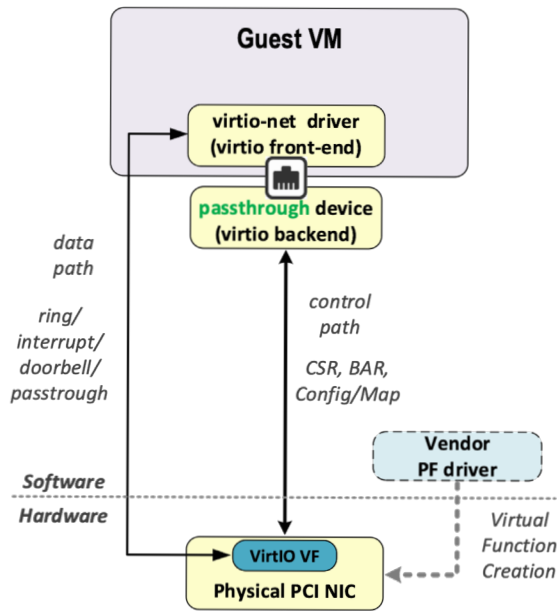 Guest VM
virtio-net driver
(virtio front-end)
passthrough device
(virtio backend)
data
path
ring/
interrupt/
doorbell/
passtrough
control
path
CSR, BAR,
Config/Map
Vendor
PF driver
Software
Hardware
Virtual
Function
Creation
VirtIO VF
Physical PCI NIC